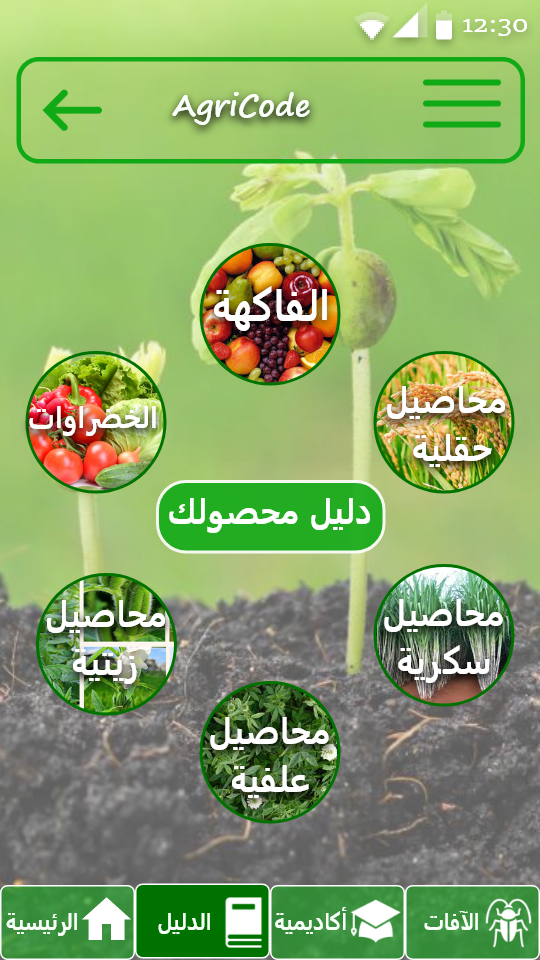 12:30
AgriCode
الفاكهة
محاصيل
حقلية
الخضراوات
دليل محصولك
محاصيل
سكرية
محاصيل
زيتية
محاصيل
علفية
الآفات
أكاديمية
الدليل
الرئيسية